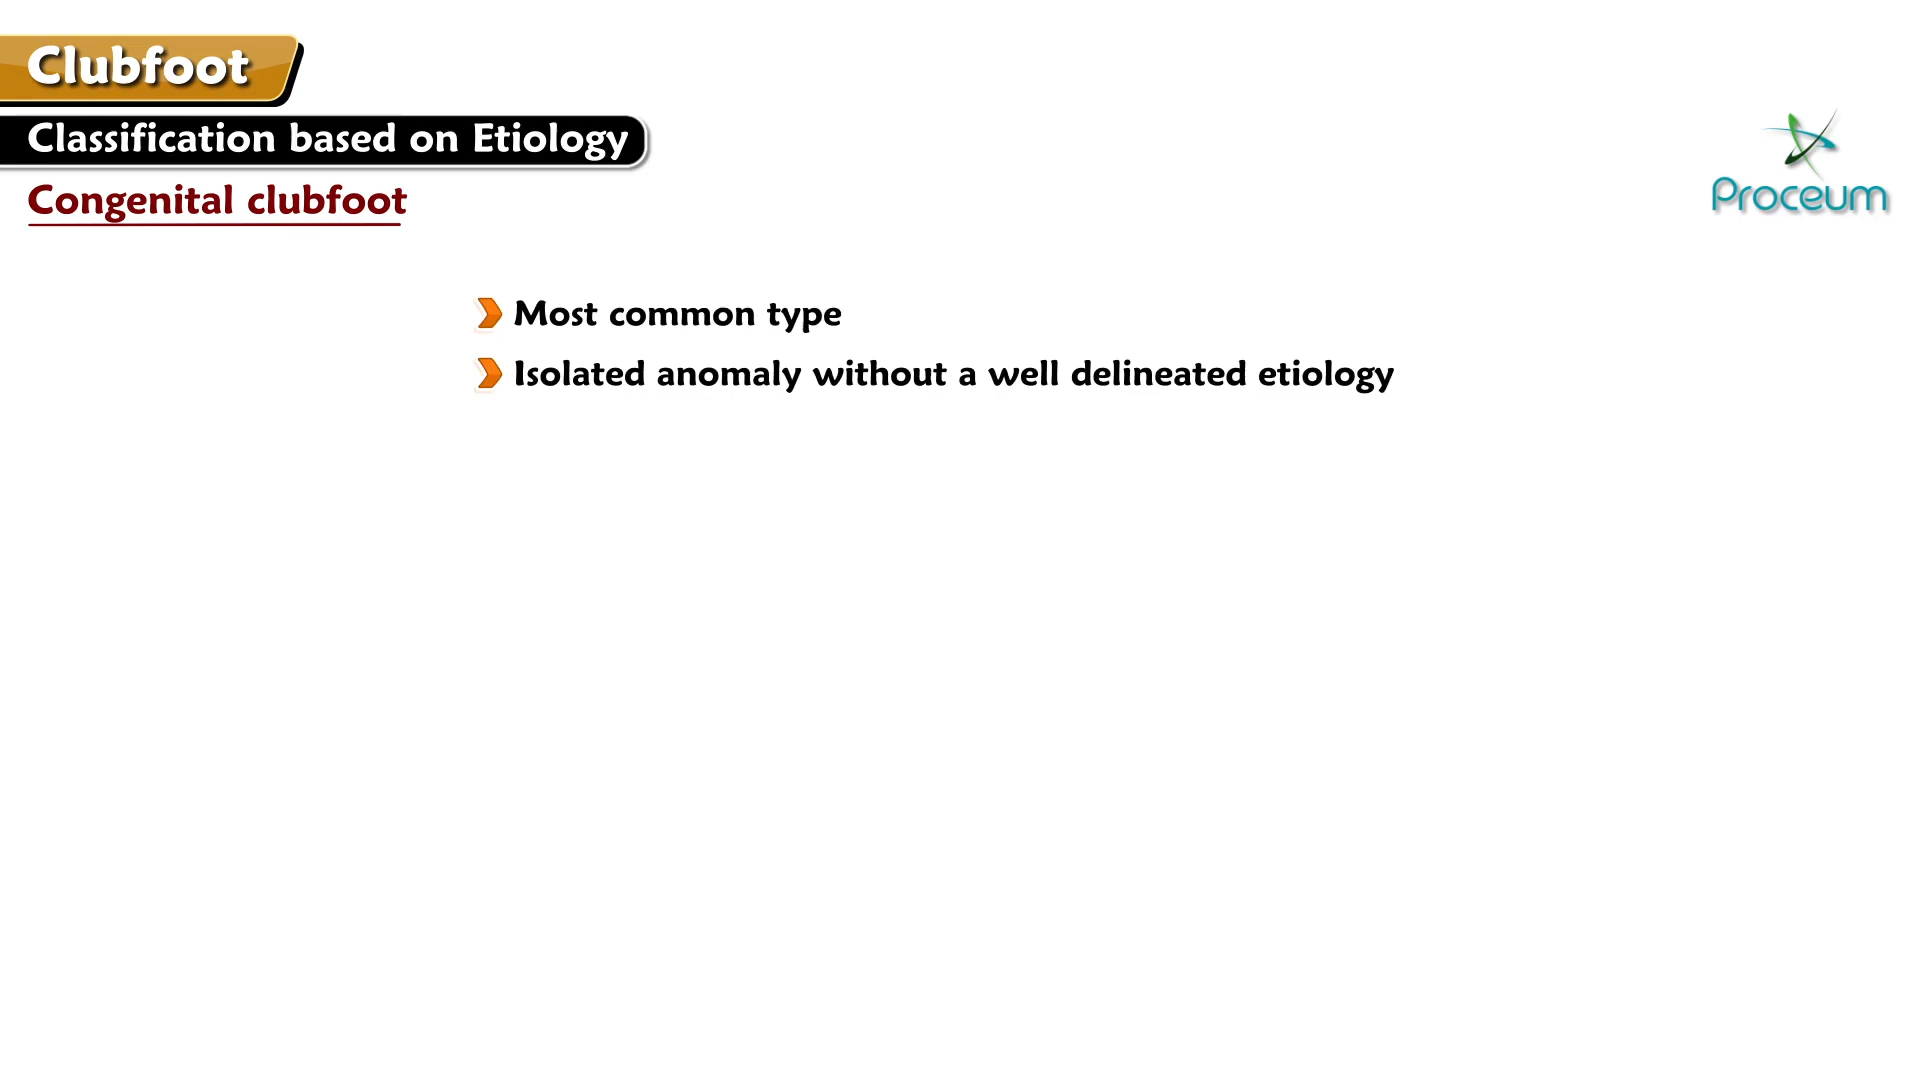 Clubfoot
Classification based on Etiology
Congenital clubfoot
Proceum
Most common type
Isolated anomaly without a well delineated etiology